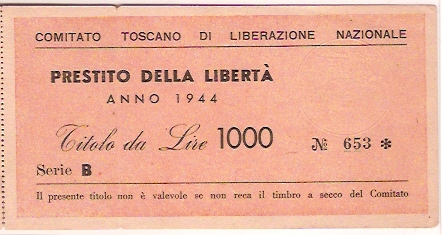 COMITATO TOSCANO DI LIBERAZIONE NAZIONALE
PRESTITO DELLA LIBERTÀ
ANNO 1944
Titolo da Lire 1000 № 653 *
Serie B
Il presente titolo non è valevole se non reca il timbro a secco del Comitato